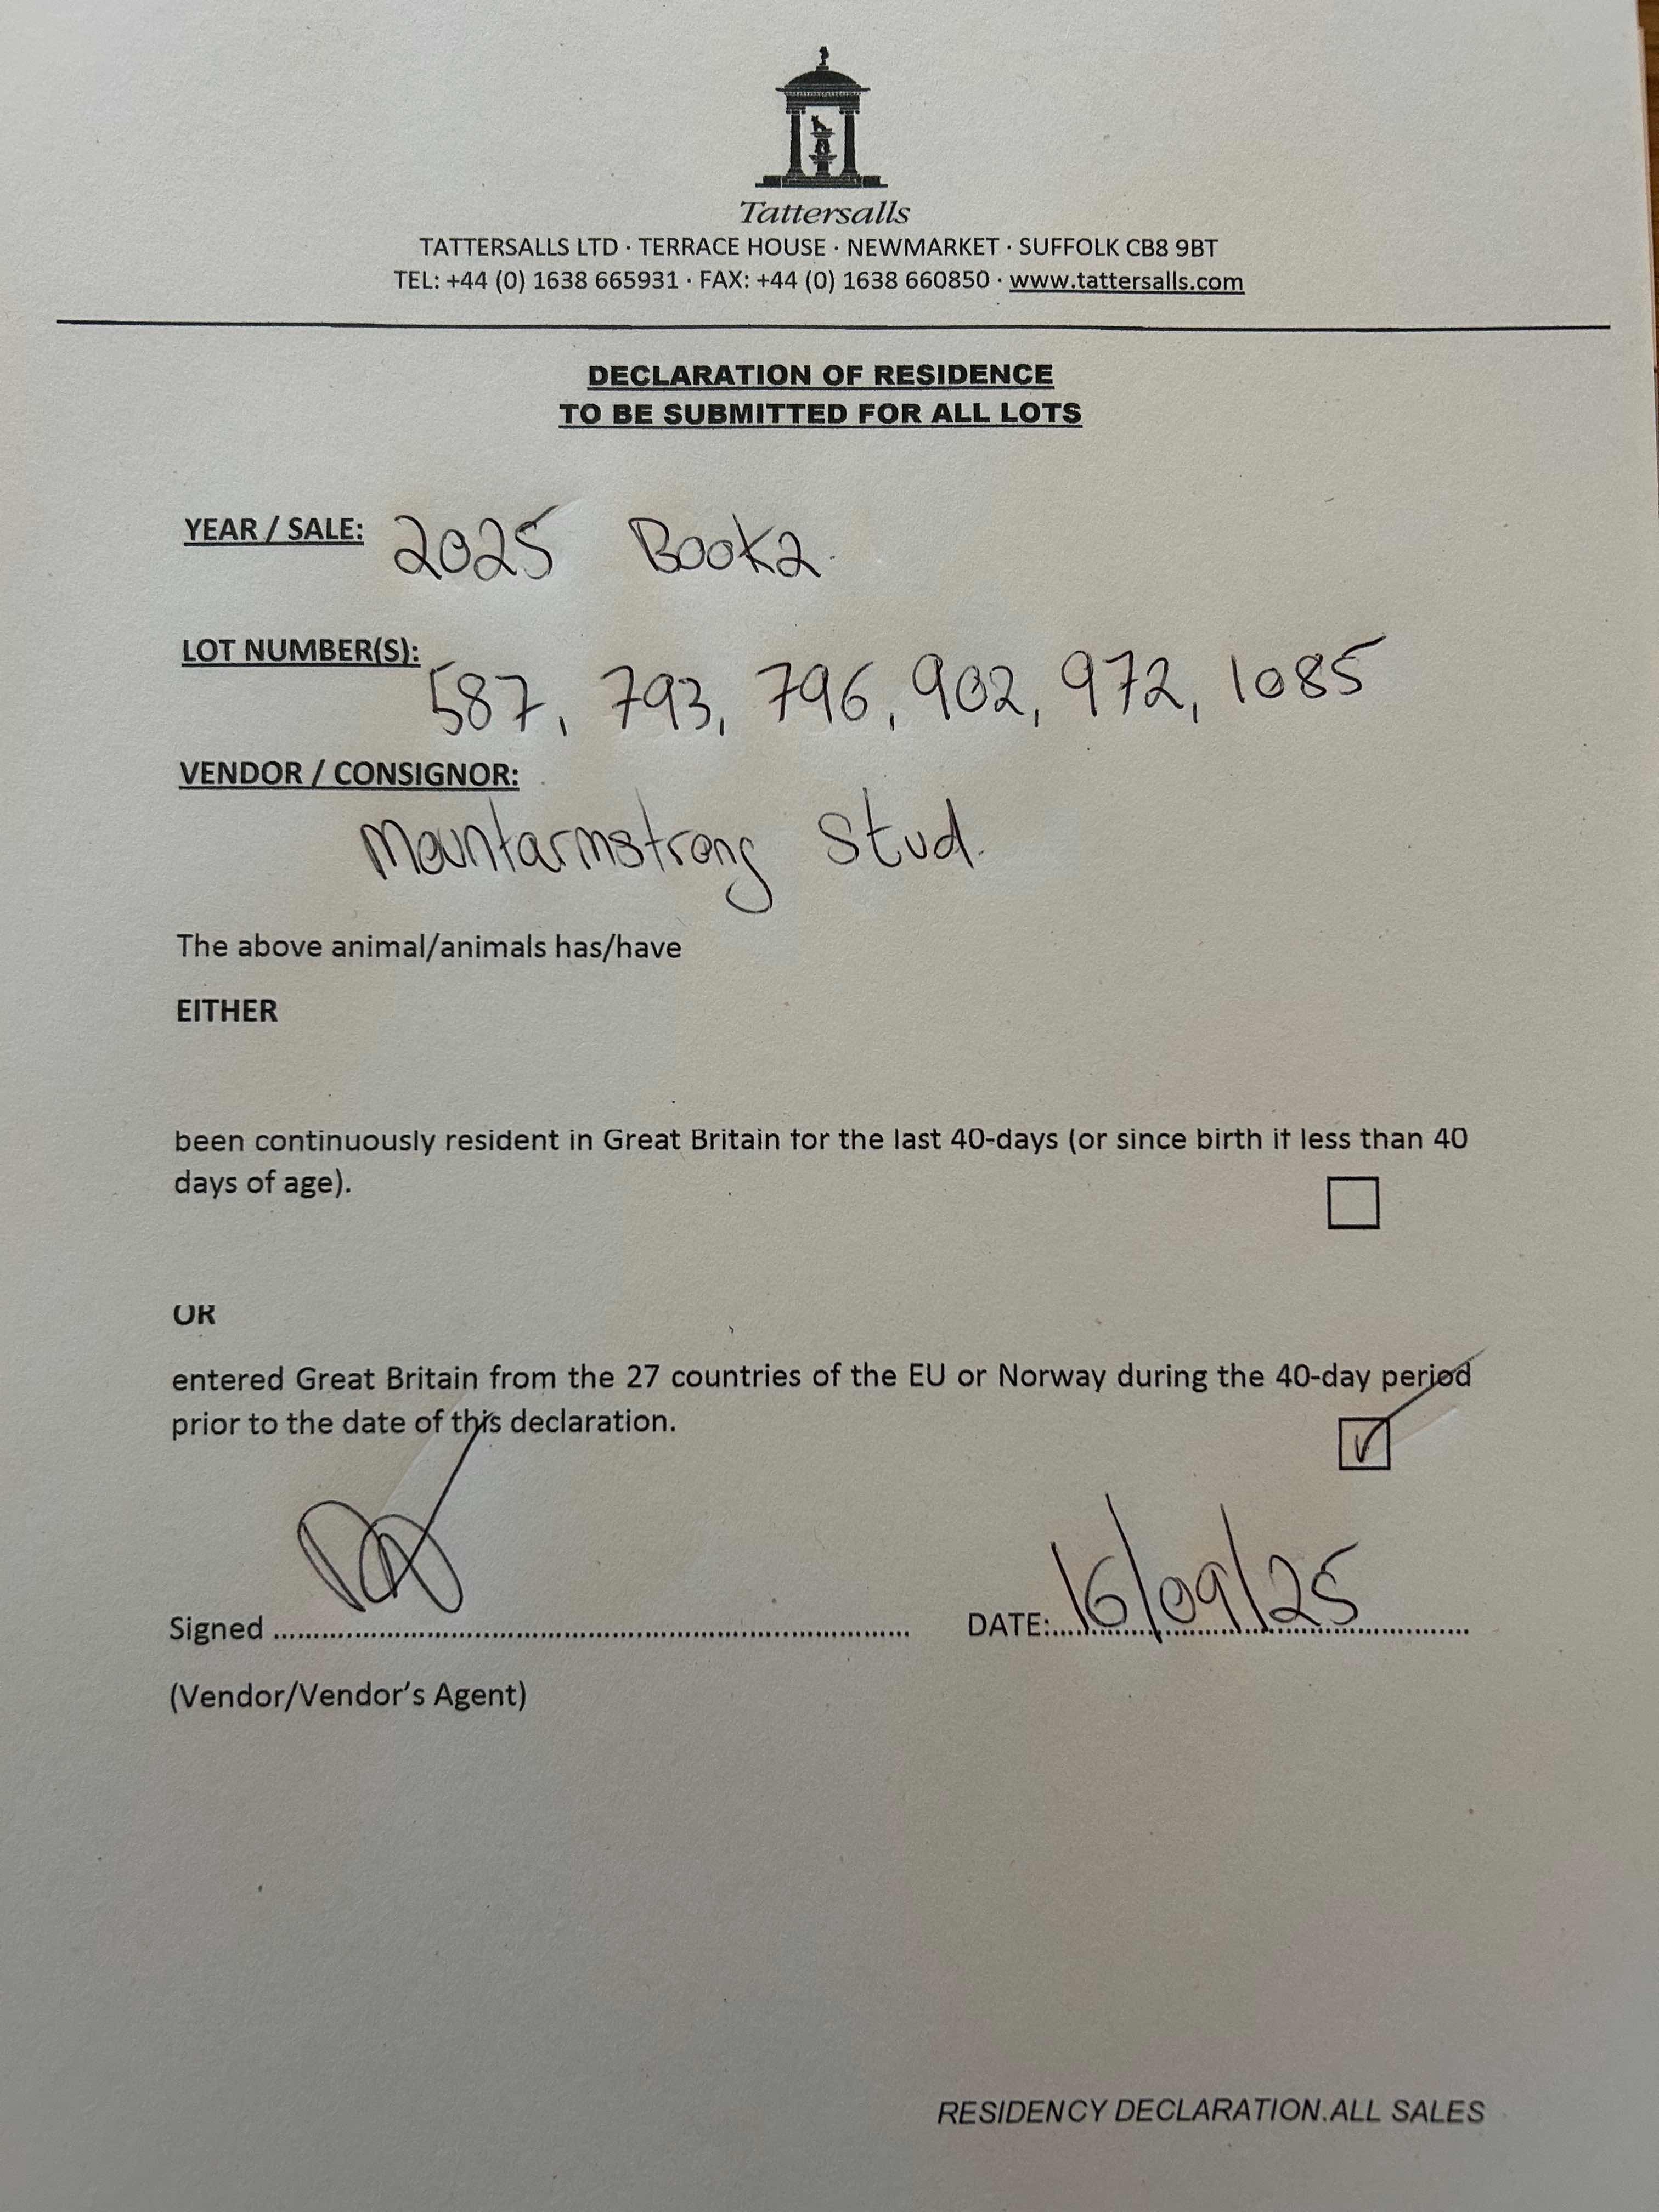 Tattersalls
TATTERSALLS LTD · TERRACE HOUSE · NEWMARKET · SUFFOLK CB8 9BT
TEL: +44 (0) 1638 665931 · FAX: +44 (0) 1638 660850 · www.tattersalls.com
DECLARATION OF RESIDENCE
TO BE SUBMITTED FOR ALL LOTS
YEAR / SALE: 2025 Book2.
LOT NUMBER(S):
587, 793, 796, 902, 972, 1085
VENDOR / CONSIGNOR:
Mountarmstrong Stud.
The above animal/animals has/have
EITHER
been continuously resident in Great Britain for the last 40-days (or since birth if less than 40
days of age).
OR
entered Great Britain from the 27 countries of the EU or Norway during the 40-day period
prior to the date of this declaration.
Signed DATE: 16/09/25
(Vendor/Vendor's Agent)
RESIDENCY DECLARATION.ALL SALES